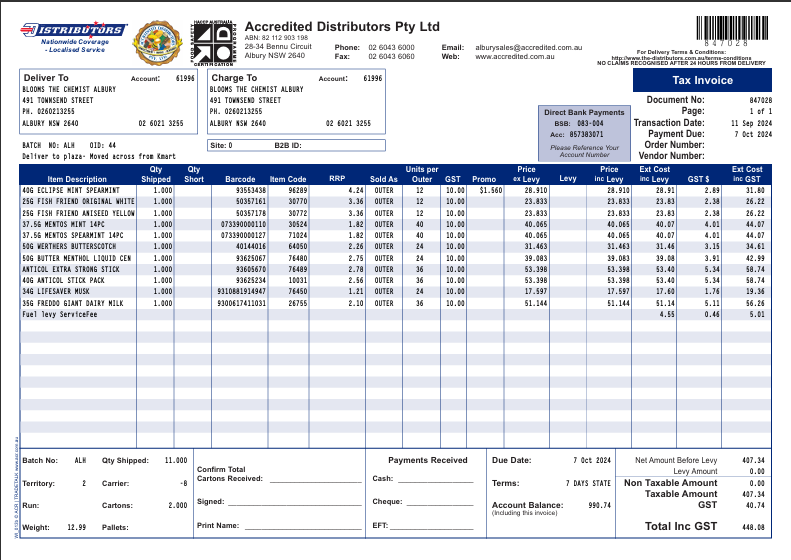 DISTRIBUTORS
Nationwide Coverage
- Localised Service
HACCP AUSTRALIA
FOOD SAFETY
PROGRAMME
CERTIFICATION
Accredited Distributors Pty Ltd
ABN: 82 112 903 198
28-34 Bennu Circuit Phone: 02 6043 6000 Email: alburysales@accredited.com.au
Albury NSW 2640 Fax: 02 6043 6060 Web: www.accredited.com.au
847028
For Delivery Terms & Conditions:
http://www.the-distributors.com.au/terms-conditions
NO CLAIMS RECOGNISED AFTER 24 HOURS FROM DELIVERY
Deliver To Account: 61996
BLOOMS THE CHEMIST ALBURY
491 TOWNSEND STREET
PH. 0260213255
ALBURY NSW 2640 02 6021 3255
Charge To Account: 61996
BLOOMS THE CHEMIST ALBURY
491 TOWNSEND STREET
PH. 0260213255
ALBURY NSW 2640 02 6021 3255
Tax Invoice
Document No: 847028
Page: 1 of 1
Transaction Date: 11 Sep 2024
Payment Due: 7 Oct 2024
Order Number:
Vendor Number:
Direct Bank Payments
BSB: 083-004
Acc: 857383071
Please Reference Your
Account Number
BATCH NO: ALH OID: 44
Site: 0 B2B ID:
Deliver to plaza- Moved across from Kmart
Item Description Qty Shipped Qty Short Barcode Item Code RRP Sold As Units per Outer GST Promo Price ex Levy Levy Price inc Levy Ext Cost inc Levy GST $ Ext Cost inc GST
40G ECLIPSE MINT SPEARMINT 1.000 93553438 96289 4.24 OUTER 12 10.00 $1.560 28.910 28.910 28.91 2.89 31.80
25G FISH FRIEND ORIGINAL WHITE 1.000 50357161 30770 3.36 OUTER 12 10.00 23.833 23.833 23.83 2.38 26.22
25G FISH FRIEND ANISEED YELLOW 1.000 50357178 30772 3.36 OUTER 12 10.00 23.833 23.833 23.83 2.38 26.22
37.5G MENTOS MINT 14PC 1.000 073390000110 30524 1.82 OUTER 40 10.00 40.065 40.065 40.07 4.01 44.07
37.5G MENTOS SPEARMINT 14PC 1.000 073390000127 71024 1.82 OUTER 40 10.00 40.065 40.065 40.07 4.01 44.07
50G WERTHERS BUTTERSCOTCH 1.000 40144016 64050 2.26 OUTER 24 10.00 31.463 31.463 31.46 3.15 34.61
50G BUTTER MENTHOL LIQUID CEN 1.000 93625067 76480 2.75 OUTER 24 10.00 39.083 39.083 39.08 3.91 42.99
ANTICOL EXTRA STRONG STICK 1.000 93605670 76489 2.78 OUTER 36 10.00 53.398 53.398 53.40 5.34 58.74
40G ANTICOL STICK PACK 1.000 93625036 76490 2.56 OUTER 36 10.00 53.398 53.398 53.40 5.34 58.74
34G LIFESAVER MUSK 1.000 9310881914947 76450 1.21 OUTER 24 10.00 17.597 17.597 17.60 1.76 19.36
35G FREDDO GIANT DAIRY MILK 1.000 9300617411031 26755 2.10 OUTER 36 10.00 51.144 51.144 51.14 5.11 56.26
Fuel levy ServiceFee 4.55 0.46 5.01
Batch No: ALH Qty Shipped: 11.000
Territory: 2 Carrier: -8
Run: Cartons: 2.000
Weight: 12.99 Pallets:
Confirm Total
Cartons Received:
Signed:
Print Name:
Payments Received
Cash:
Cheque:
EFT:
Due Date: 7 Oct 2024
Terms: 7 DAYS STATE
Account Balance: 990.74
(Including this invoice)
Net Amount Before Levy 407.34
Levy Amount 0.00
Non Taxable Amount 0.00
Taxable Amount 407.34
GST 40.74
Total Inc GST 448.08